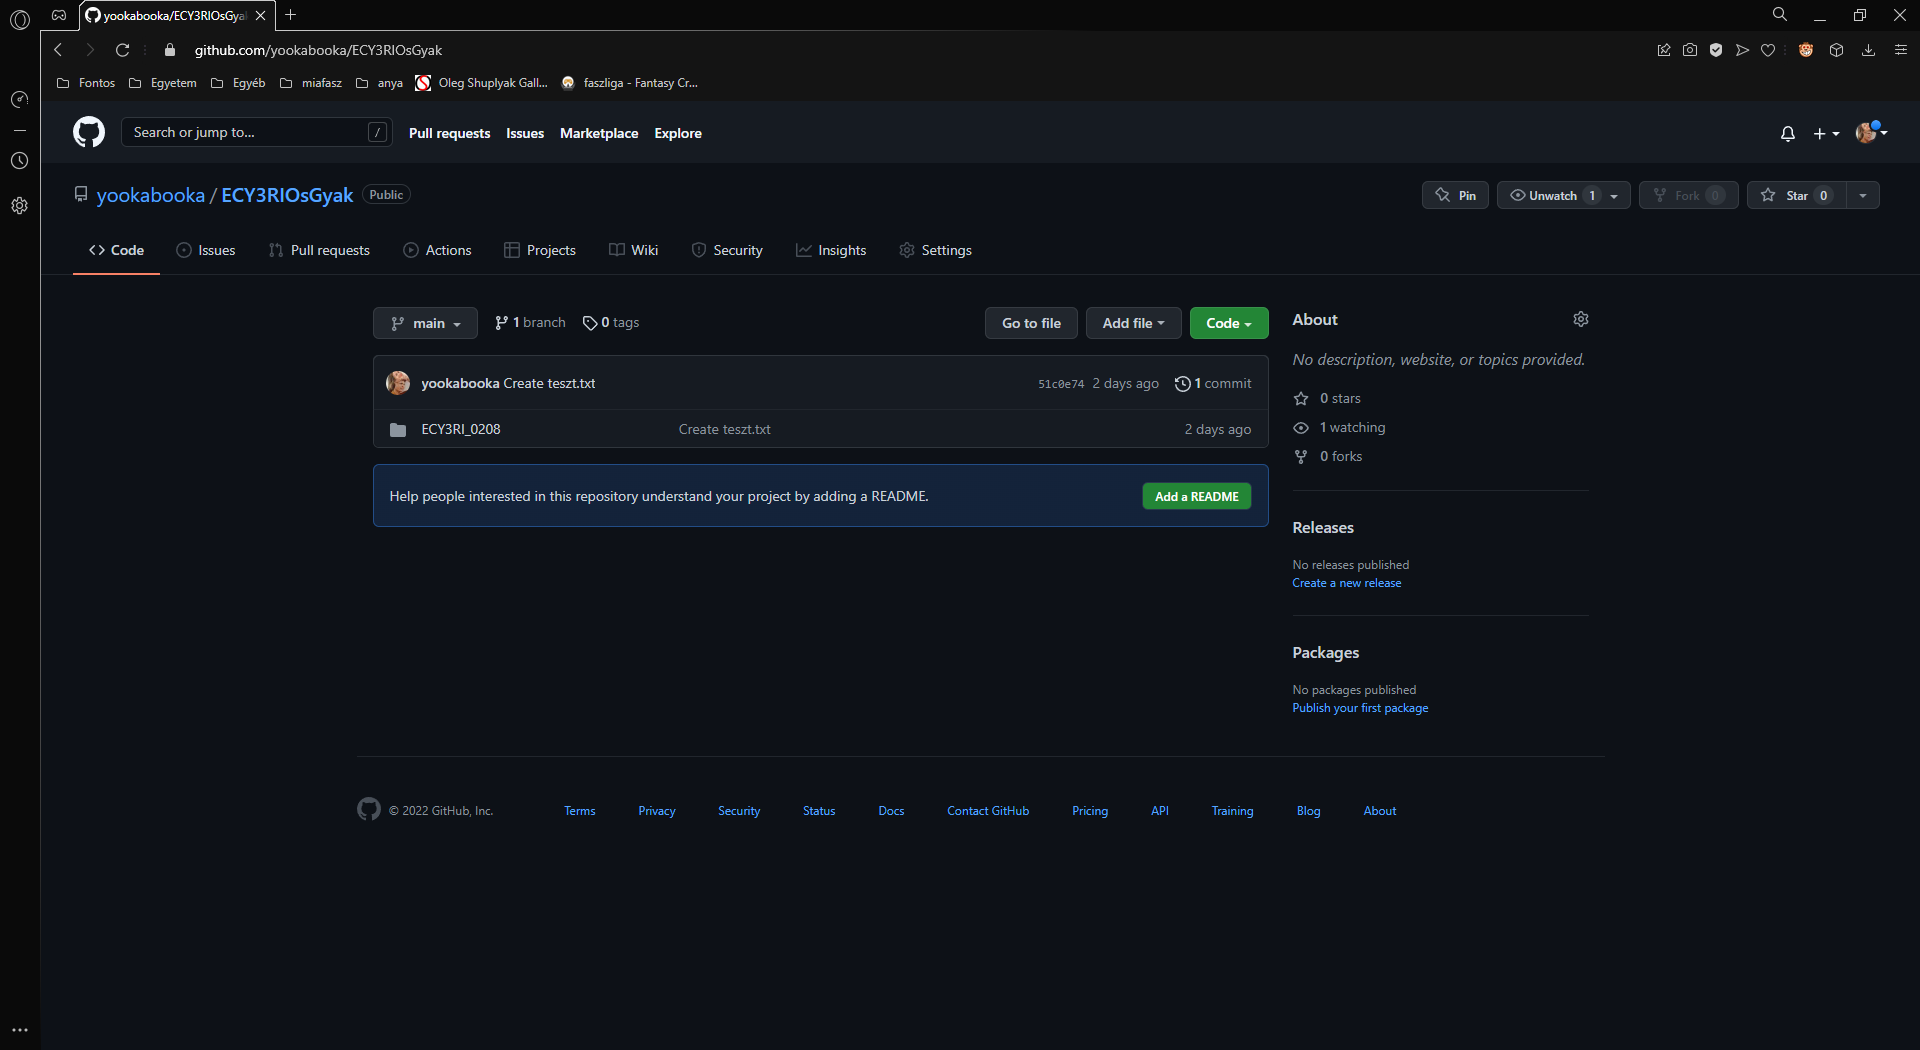 yookabooka/ECY3RIOsGya
github.com/yookabooka/ECY3RIOsGyak
Fontos Egyetem Egyéb miafasz anya Oleg Shuplyak Gall... faszliga - Fantasy Cr...
Search or jump to... / Pull requests Issues Marketplace Explore
yookabooka / ECY3RIOsGyak Public Pin Unwatch 1 Fork 0 Star 0
Code Issues Pull requests Actions Projects Wiki Security Insights Settings
main 1 branch 0 tags Go to file Add file Code
yookabooka Create teszt.txt 51c0e74 2 days ago 1 commit
ECY3RI_0208 Create teszt.txt 2 days ago
Help people interested in this repository understand your project by adding a README. Add a README
About
No description, website, or topics provided.
0 stars
1 watching
0 forks
Releases
No releases published
Create a new release
Packages
No packages published
Publish your first package
© 2022 GitHub, Inc. Terms Privacy Security Status Docs Contact GitHub Pricing API Training Blog About